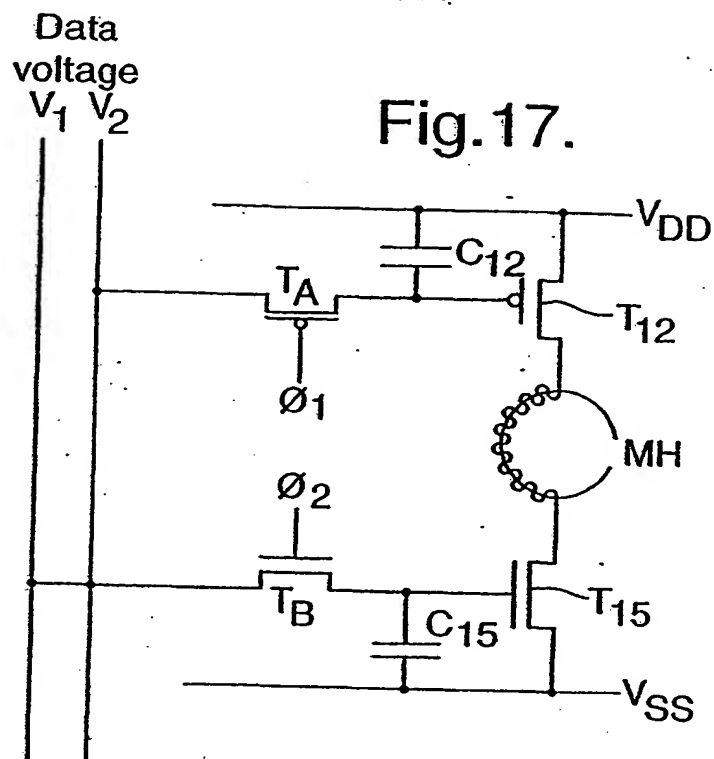 Data
voltage
V1 V2
Fig.17.
VDD
C12
TA
T12
Ø1
MH
Ø2
TB
C15
T15
VSS